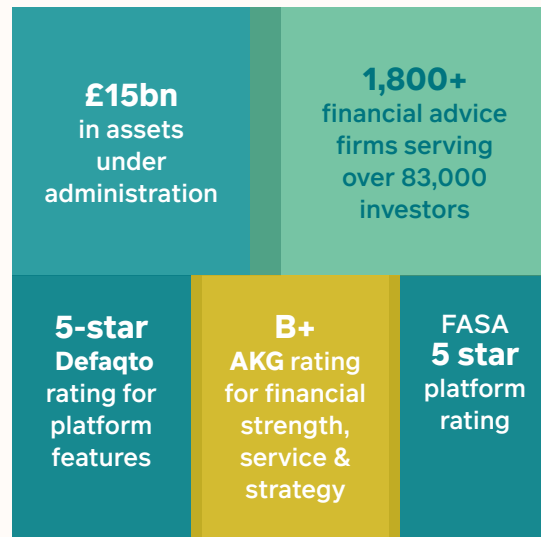 £15bn
in assets
under
administration
1,800+
financial advice
firms serving
over 83,000
investors
5-star
Defaqto
rating for
platform
features
B+
AKG rating
for financial
strength,
service &
strategy
FASA
5 star
platform
rating